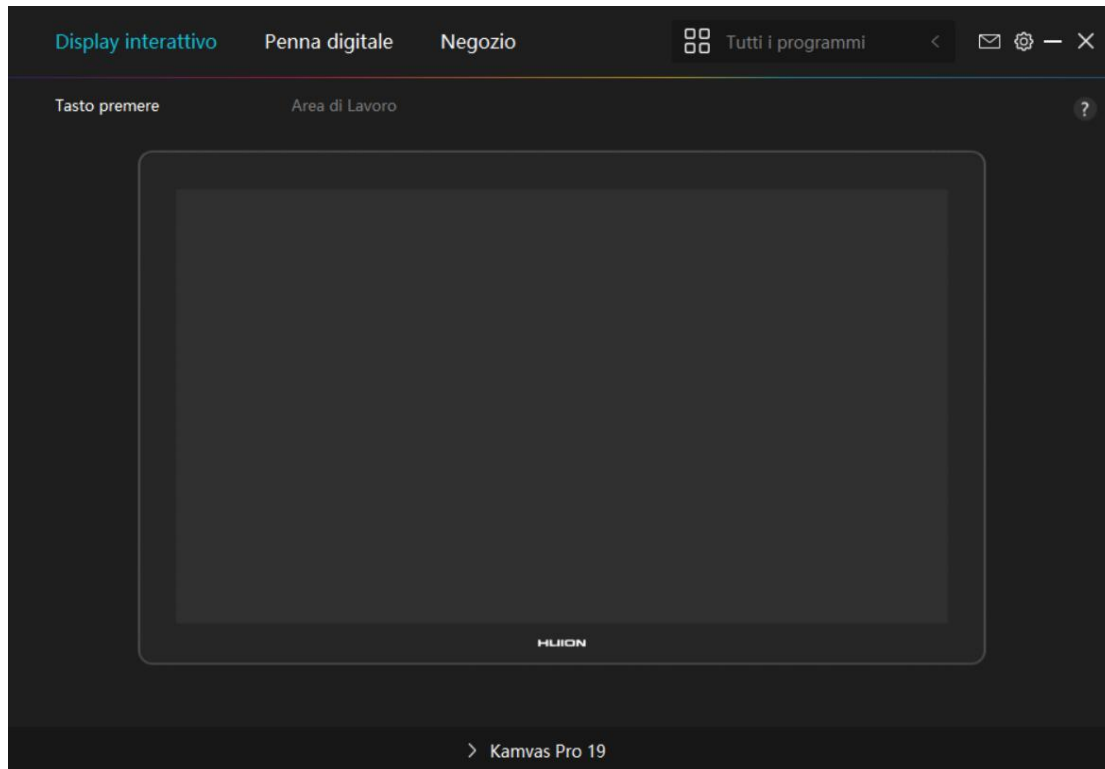 Display interattivo Penna digitale Negozio Tutti i programmi
Tasto premere Area di Lavoro ?
HUION
Kamvas Pro 19